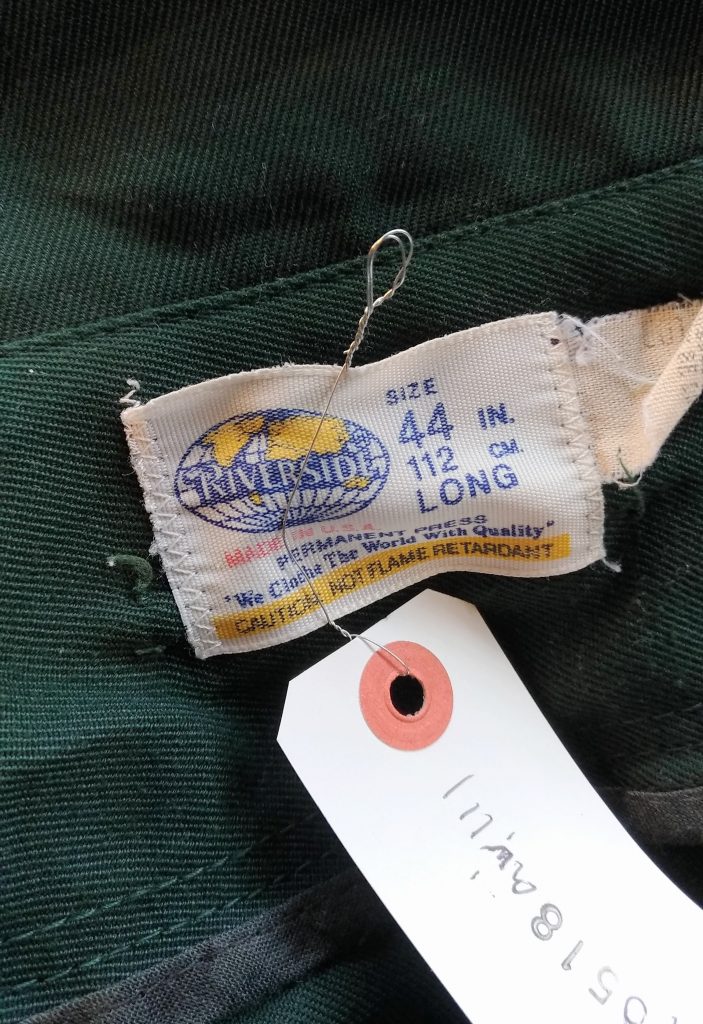 SIZE
44 IN.
112 CM.
LONG
RIVERSIDE
MADE IN U.S.A
PERMANENT PRESS
"We Clothe The World With Quality"
CAUTION: NOT FLAME RETARDANT